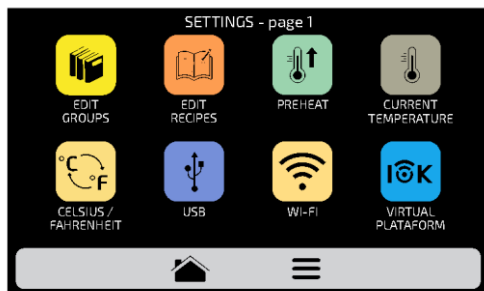 SETTINGS - page 1
EDIT
GROUPS
EDIT
RECIPES
PREHEAT
CURRENT
TEMPERATURE
°C
°F
CELSIUS /
FAHRENHEIT
USB
WI-FI
IOK
VIRTUAL
PLATAFORM